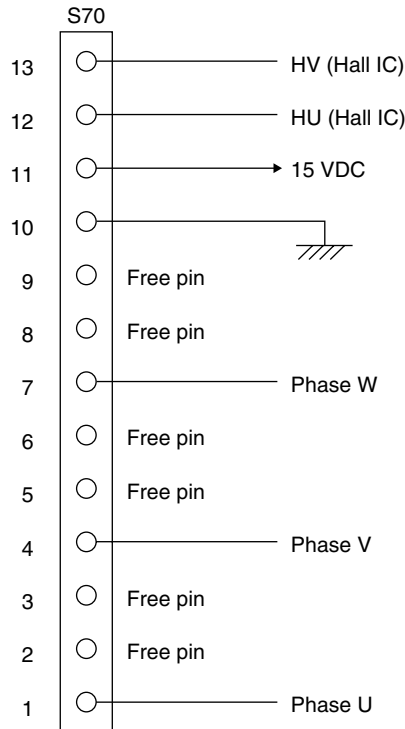 S70
13 HV (Hall IC)
12 HU (Hall IC)
11 15 VDC
10
9 Free pin
8 Free pin
7 Phase W
6 Free pin
5 Free pin
4 Phase V
3 Free pin
2 Free pin
1 Phase U